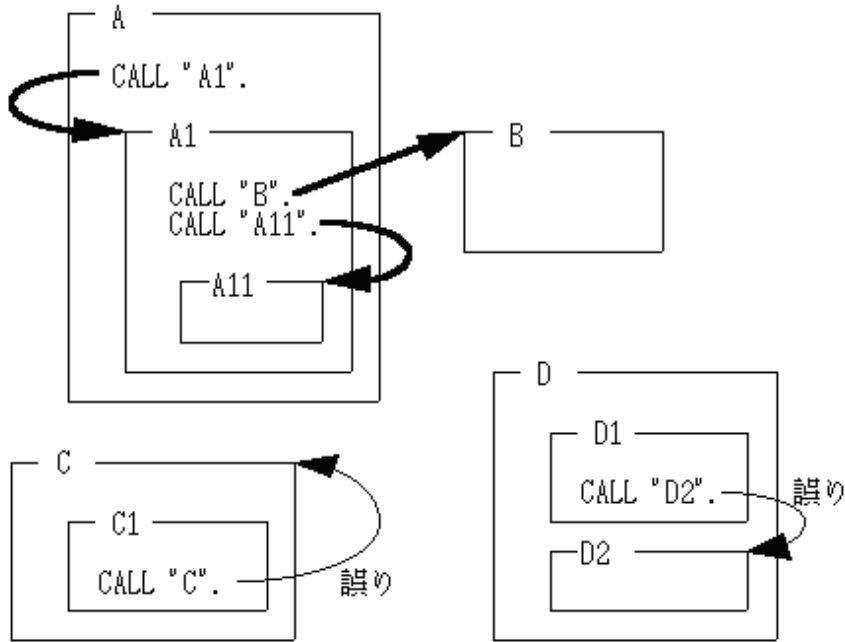 A
CALL "A1".
A1
CALL "B".
CALL "A11".
A11
B
C
C1
CALL "C".
誤り
D
D1
CALL "D2".
誤り
D2